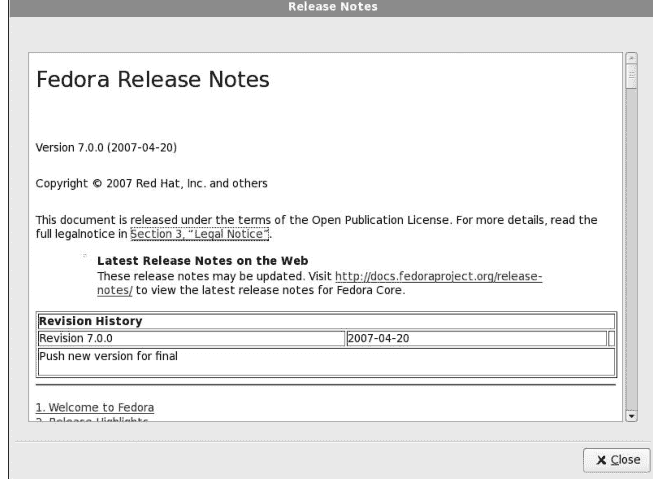 Release Notes
Fedora Release Notes
Version 7.0.0 (2007-04-20)
Copyright © 2007 Red Hat, Inc. and others
This document is released under the terms of the Open Publication License. For more details, read the
full legalnotice in Section 3, “Legal Notice”.
Latest Release Notes on the Web
These release notes may be updated. Visit http://docs.fedoraproject.org/release-
notes/ to view the latest release notes for Fedora Core.
Revision History
Revision 7.0.0 2007-04-20
Push new version for final
1. Welcome to Fedora
2. Release Highlights
Close